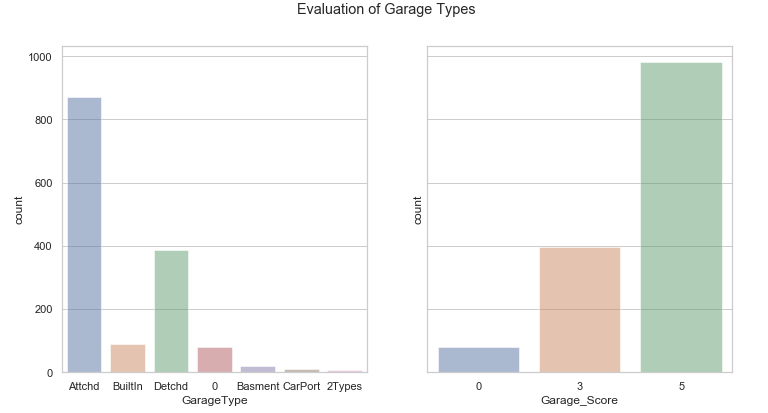 Evaluation of Garage Types
1000
800
600
400
200
0
count
Attchd BuiltIn Detchd 0 Basment CarPort 2Types
GarageType
count
0 3 5
Garage_Score